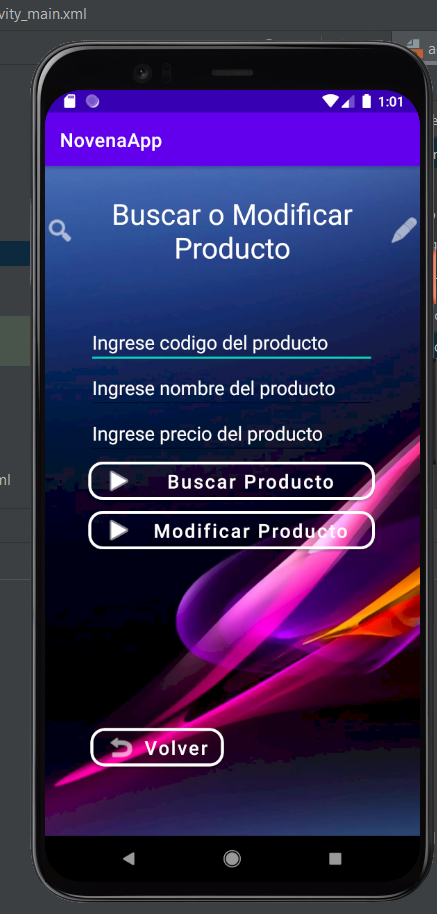 vity_main.xml
a
1:01
NovenaApp
Buscar o Modificar
Producto
Ingrese codigo del producto
Ingrese nombre del producto
Ingrese precio del producto
Buscar Producto
ml
Modificar Producto
Volver